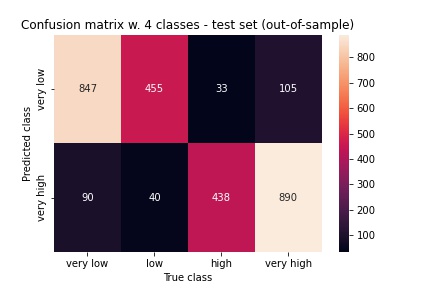 Confusion matrix w. 4 classes - test set (out-of-sample)
Predicted class
very low
847 455 33 105
very high
90 40 438 890
very low low high very high
True class
800
700
600
500
400
300
200
100